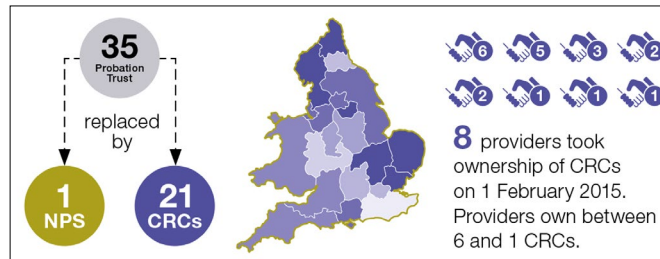 35
Probation
Trust
replaced
by
1
NPS
21
CRCs
6 5 3 2
2 1 1 1
8 providers took
ownership of CRCs
on 1 February 2015.
Providers own between
6 and 1 CRCs.